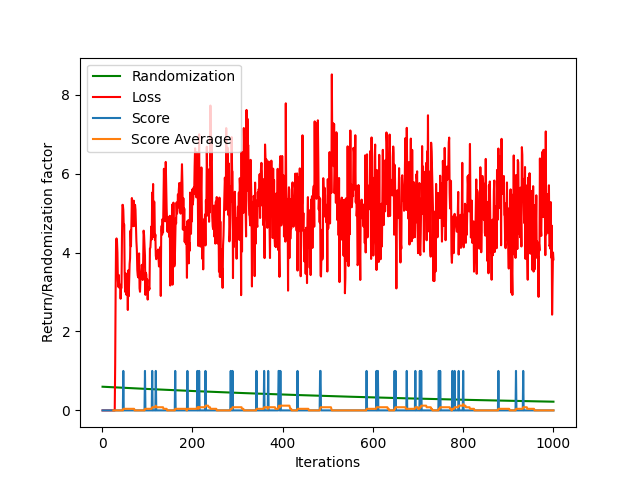 Randomization
Loss
Score
Score Average
Return/Randomization factor
8
6
4
2
0
0 200 400 600 800 1000
Iterations